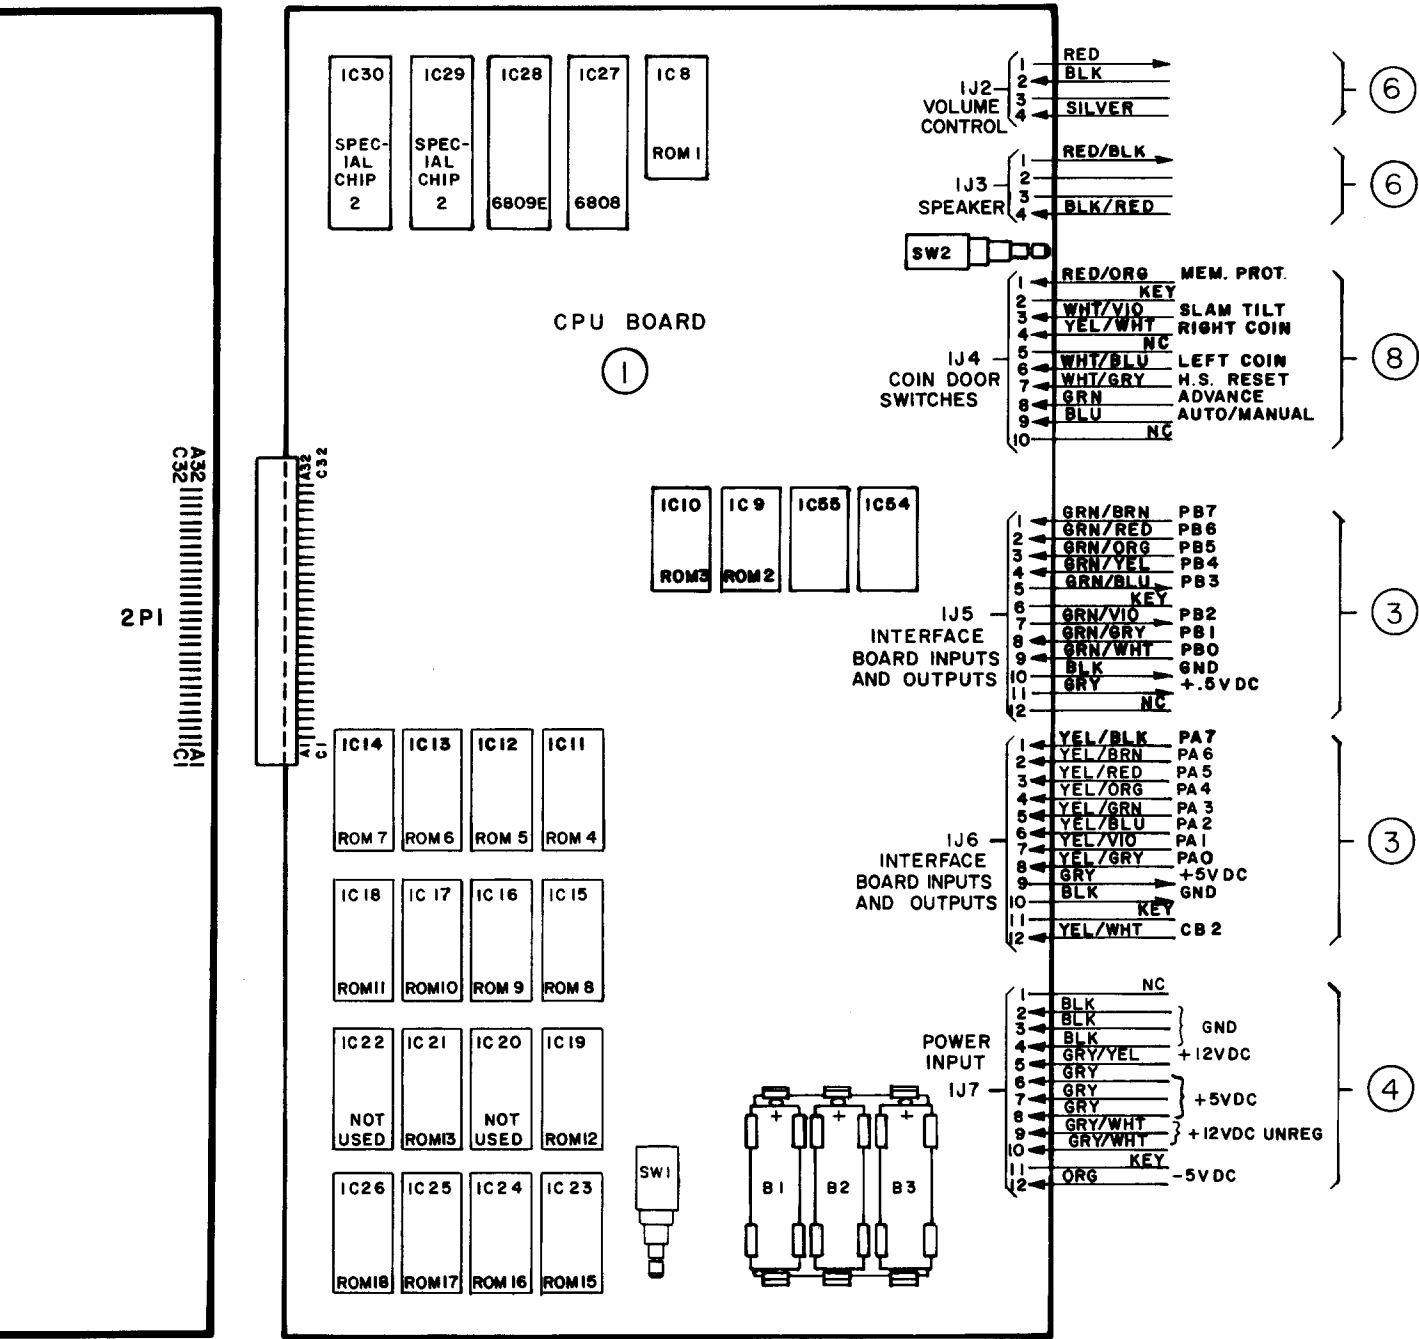 IC30 IC29 IC28 IC27 IC8
SPEC-
IAL
CHIP
2
SPEC-
IAL
CHIP
2
6809E
6808
ROM 1
CPU BOARD
1
1J2
VOLUME
CONTROL
1 RED
2 BLK
3
4 SILVER
6
1J3
SPEAKER
1 RED/BLK
2
3
4 BLK/RED
6
SW2
1J4
COIN DOOR
SWITCHES
1 RED/ORG MEM. PROT.
2 KEY
3 WHT/VIO SLAM TILT
4 YEL/WHT RIGHT COIN
5 NC
6 WHT/BLU LEFT COIN
7 WHT/GRY H.S. RESET
8 GRN ADVANCE
9 BLU AUTO/MANUAL
10 NC
8
A32
C32
A32
C32
2P1
A1
C1
A1
C1
IC10 IC9 IC55 IC54
ROM3 ROM2
1J5
INTERFACE
BOARD INPUTS
AND OUTPUTS
1 GRN/BRN PB7
2 GRN/RED PB6
3 GRN/ORG PB5
4 GRN/YEL PB4
5 GRN/BLU PB3
6 KEY
7 GRN/VIO PB2
8 GRN/GRY PB1
9 GRN/WHT PB0
10 BLK GND
11 GRY +.5VDC
12 NC
3
IC14 IC13 IC12 IC11
ROM 7 ROM 6 ROM 5 ROM 4
1J6
INTERFACE
BOARD INPUTS
AND OUTPUTS
1 YEL/BLK PA7
2 YEL/BRN PA6
3 YEL/RED PA5
4 YEL/ORG PA4
5 YEL/GRN PA3
6 YEL/BLU PA2
7 YEL/VIO PA1
8 YEL/GRY PA0
9 GRY +5VDC
10 BLK GND
11 KEY
12 YEL/WHT CB2
3
IC18 IC17 IC16 IC15
ROM11 ROM10 ROM 9 ROM 8
IC22 IC21 IC20 IC19
NOT
USED
ROM13
NOT
USED
ROM12
POWER
INPUT
1J7
1 NC
2 BLK
3 BLK
4 BLK
GND
5 GRY/YEL +12VDC
6 GRY
7 GRY
8 GRY
+5VDC
9 GRY/WHT
10 GRY/WHT
+12VDC UNREG
11 KEY
12 ORG -5VDC
4
IC26 IC25 IC24 IC23
ROM18 ROM17 ROM16 ROM15
SW1
+ + +
B1 B2 B3